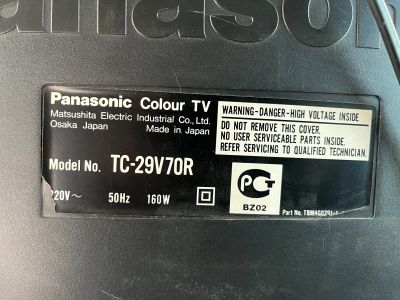 Panasonic
Panasonic Colour TV
Matsushita Electric Industrial Co., Ltd.
Osaka Japan Made in Japan
WARNING-DANGER-HIGH VOLTAGE INSIDE
DO NOT REMOVE THIS COVER.
NO USER SERVICEABLE PARTS INSIDE.
REFER SERVICING TO QUALIFIED TECHNICIAN.
Model No. TC-29V70R
220V~ 50Hz 160W
РСТ
BZ02
Part No.